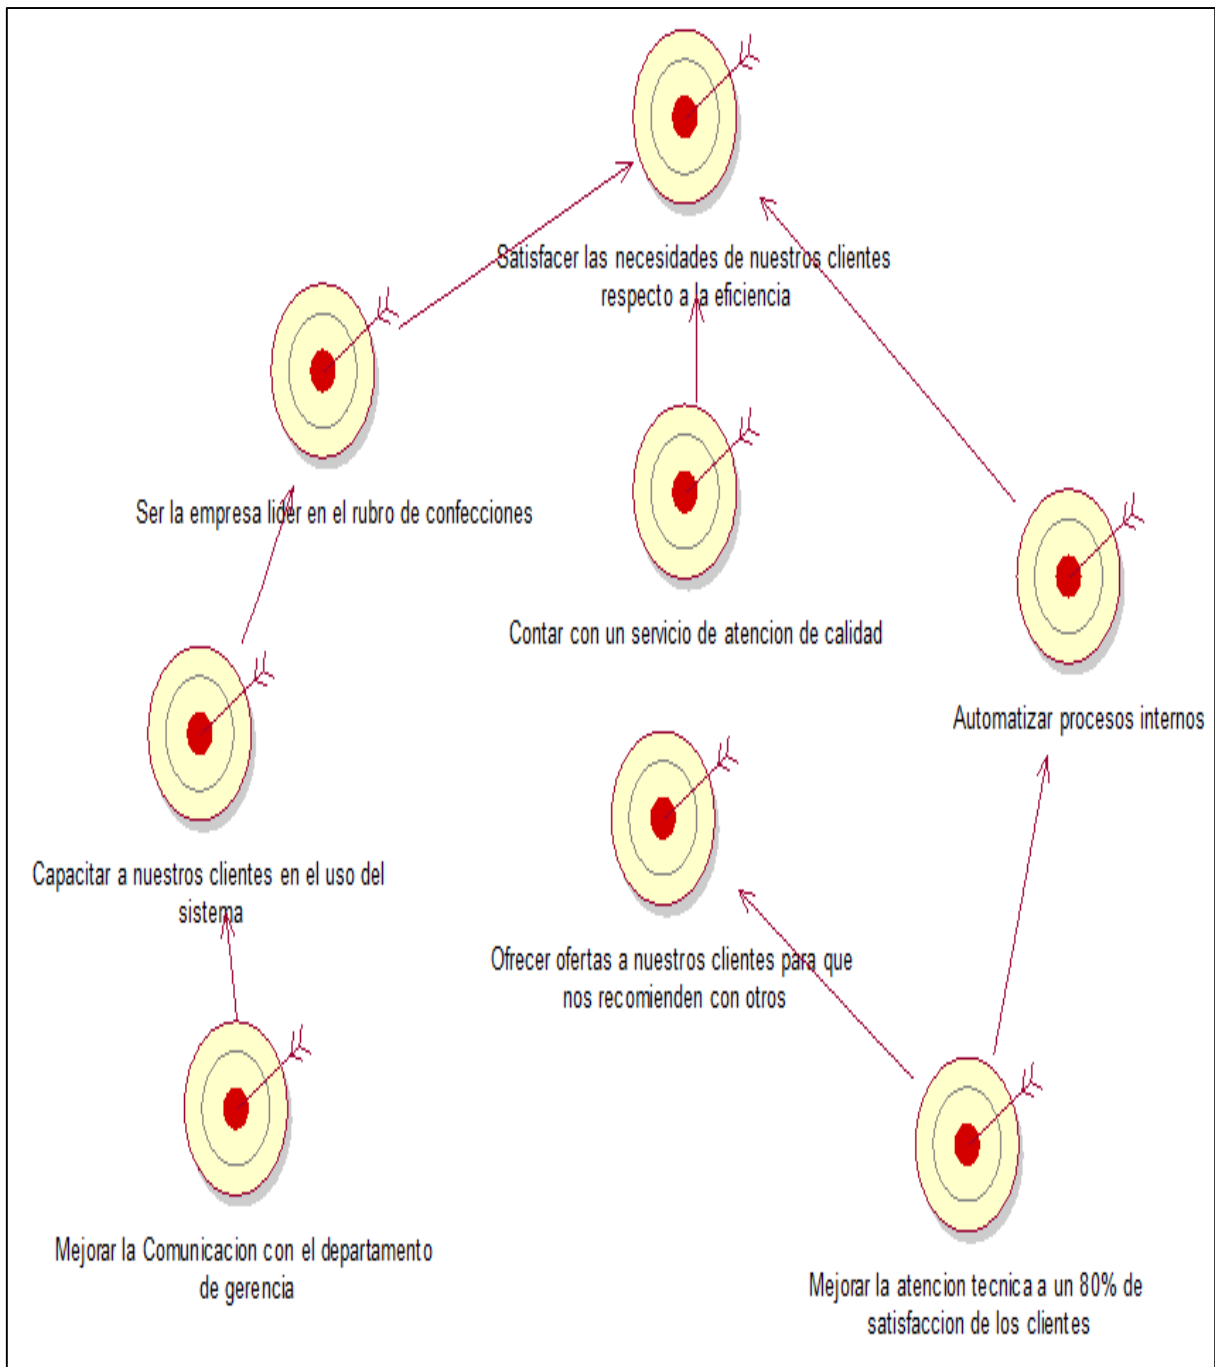 Satisfacer las necesidades de nuestros clientes
respecto a la eficiencia
Ser la empresa lider en el rubro de confecciones
Contar con un servicio de atencion de calidad
Automatizar procesos internos
Capacitar a nuestros clientes en el uso del
sistema
Ofrecer ofertas a nuestros clientes para que
nos recomienden con otros
Mejorar la Comunicacion con el departamento
de gerencia
Mejorar la atencion tecnica a un 80% de
satisfaccion de los clientes